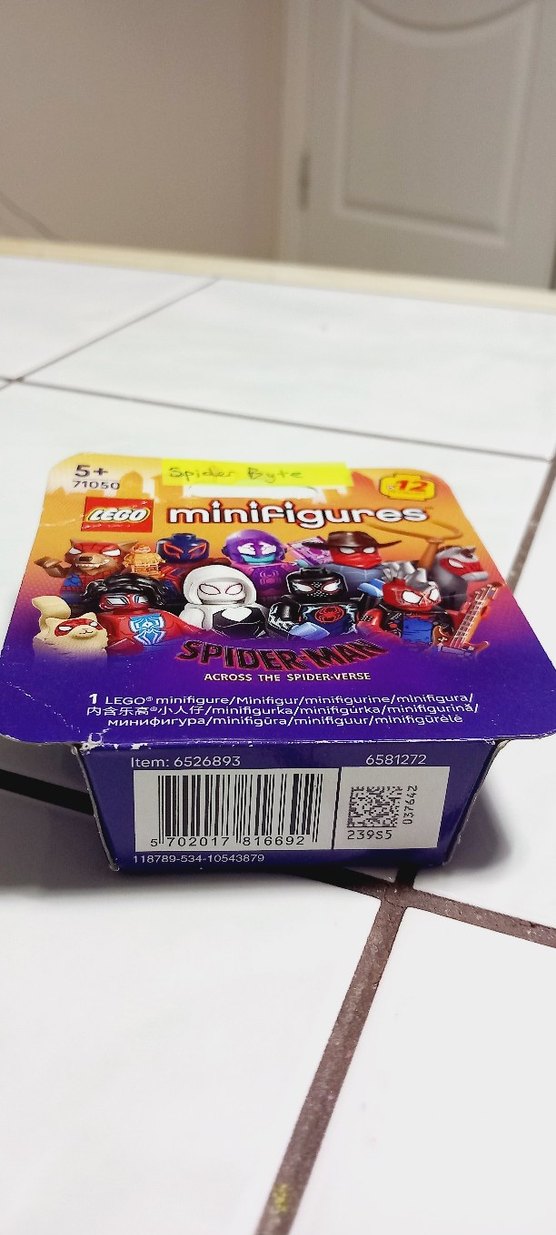 Spider Byte
5+
71050
12
LEGO
minifigures
SPIDER-MAN
ACROSS THE SPIDER-VERSE
1 LEGO® minifigure/Minifigur/minifigurine/minifigura/
内含乐高®小人仔/minifigurka/minifigúrka/minifigurină/
минифигура/minifigūra/minifiguur/minifigūrėlė
Item: 6526893
6581272
5 702017 816692
239S5
037642
118789-534-10543879